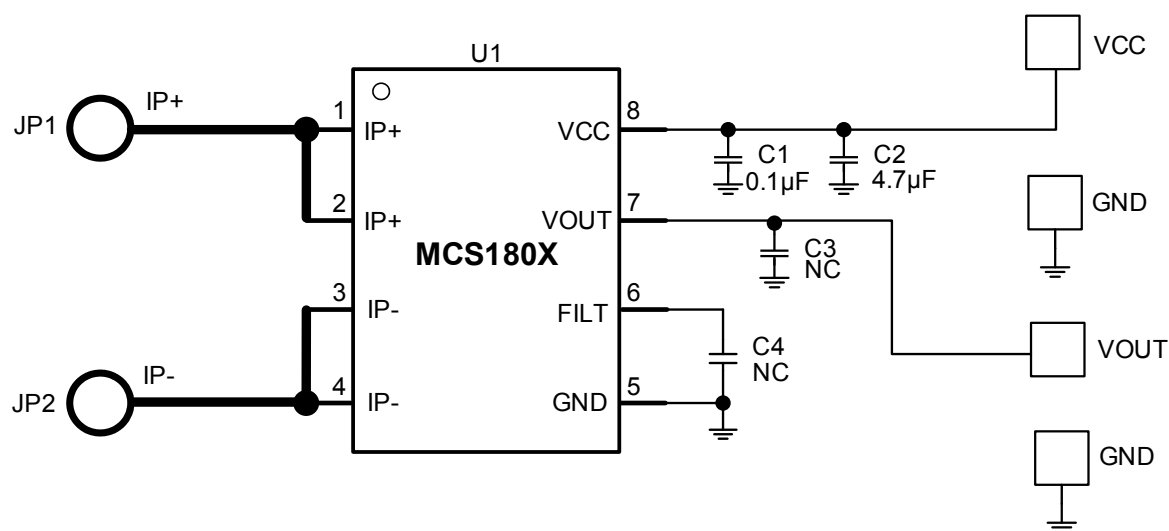 U1
VCC
JP1
IP+
1
IP+
VCC
8
C1
0.1µF
C2
4.7µF
2
IP+
VOUT
7
GND
MCS180X
C3
NC
3
IP-
FILT
6
VOUT
C4
NC
JP2
IP-
4
IP-
GND
5
GND